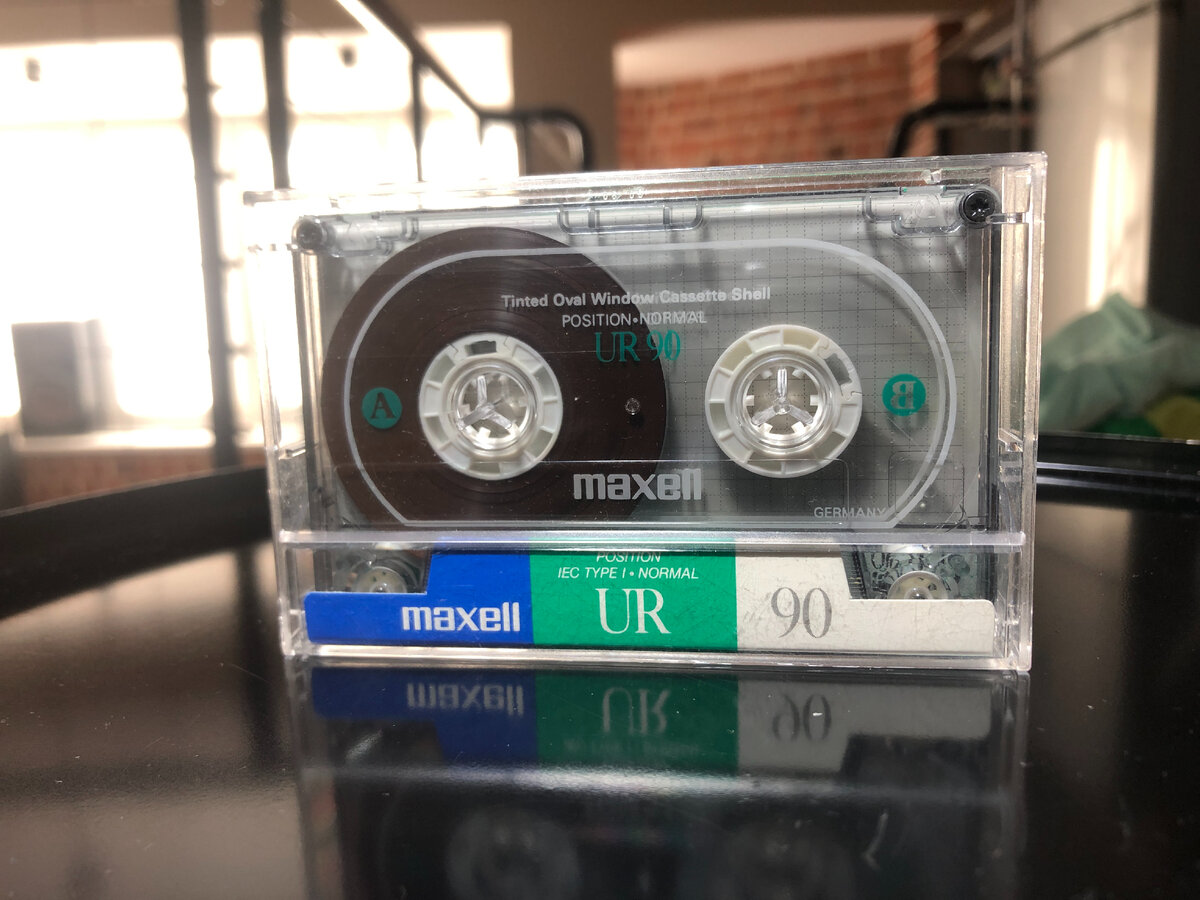 Tinted Oval Window Cassette Shell
POSITION•NORMAL
UR 90
A
B
maxell
GERMANY
POSITION
IEC TYPE I • NORMAL
maxell UR 90